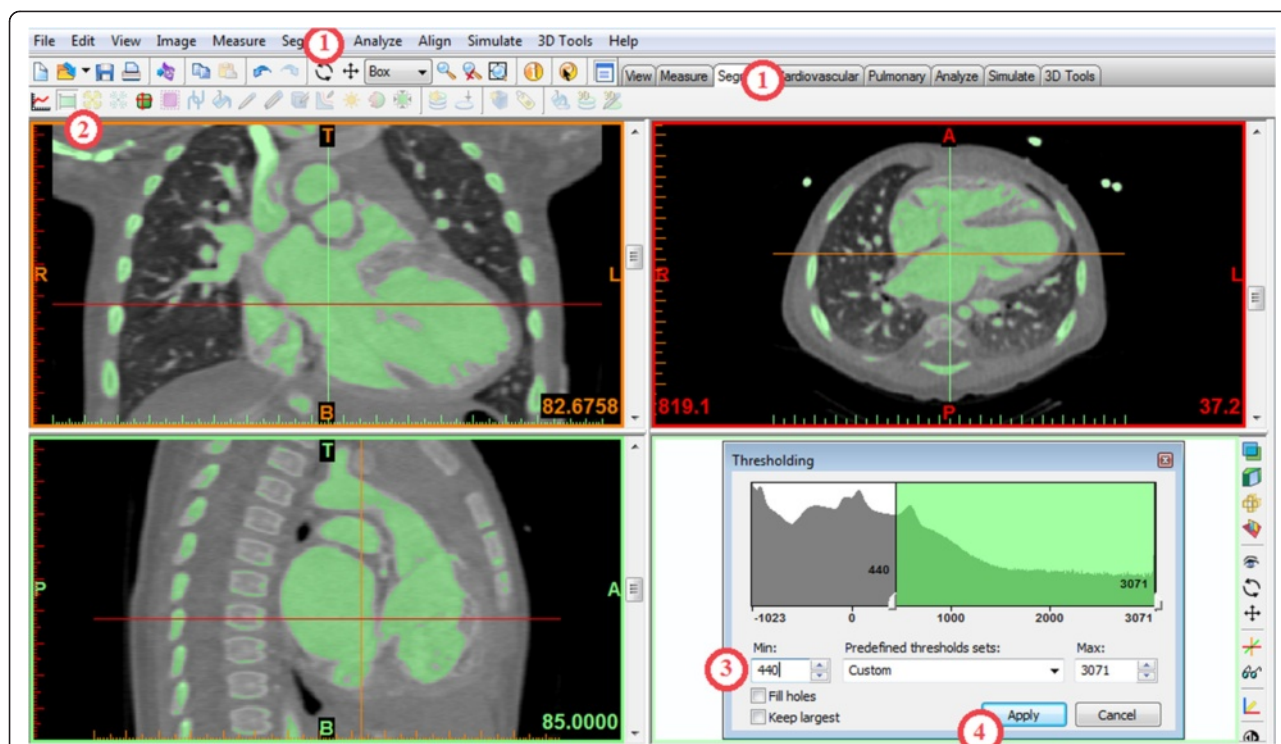 File Edit View Image Measure Seg 1 Analyze Align Simulate 3D Tools Help
Box 1 View Measure Seg 1 ardiovascular Pulmonary Analyze Simulate 3D Tools
2
T
R
L
B
82.6758
A
R
L
819.1
P
37.2
T
P
A
B
85.0000
Thresholding
440
3071
-1023 0 1000 2000 3071
Min: Predefined thresholds sets: Max:
3 440 Custom 3071
Fill holes
Keep largest
4 Apply Cancel